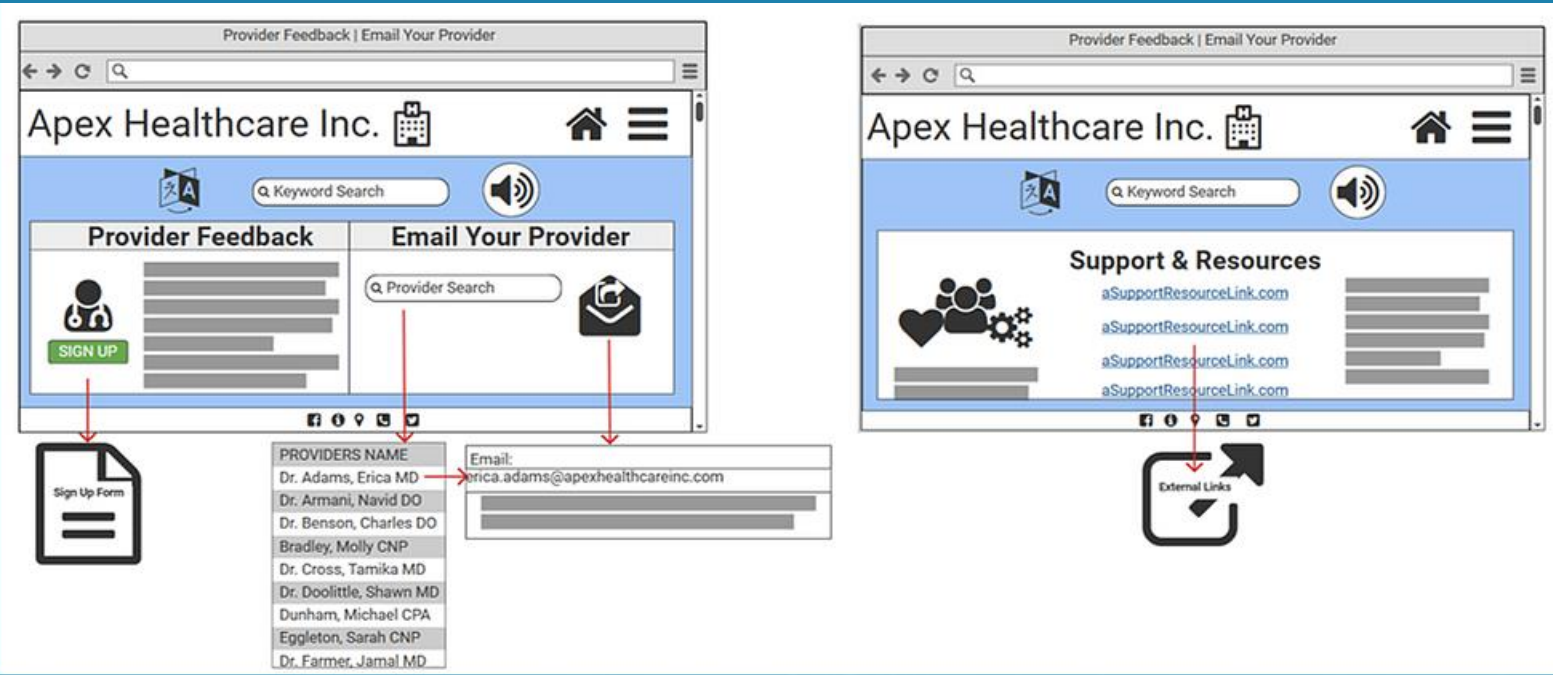 Provider Feedback | Email Your Provider
Apex Healthcare Inc.
H
文A
Keyword Search
Provider Feedback
Email Your Provider
SIGN UP
Provider Search
Sign Up Form
PROVIDERS NAME
Dr. Adams, Erica MD
Dr. Armani, Navid DO
Dr. Benson, Charles DO
Bradley, Molly CNP
Dr. Cross, Tamika MD
Dr. Doolittle, Shawn MD
Dunham, Michael CPA
Eggleton, Sarah CNP
Dr. Farmer, Jamal MD
Email:
erica.adams@apexhealthcareinc.com
Provider Feedback | Email Your Provider
Apex Healthcare Inc.
H
文A
Keyword Search
Support & Resources
aSupportResourceLink.com
aSupportResourceLink.com
aSupportResourceLink.com
aSupportResourceLink.com
External Links